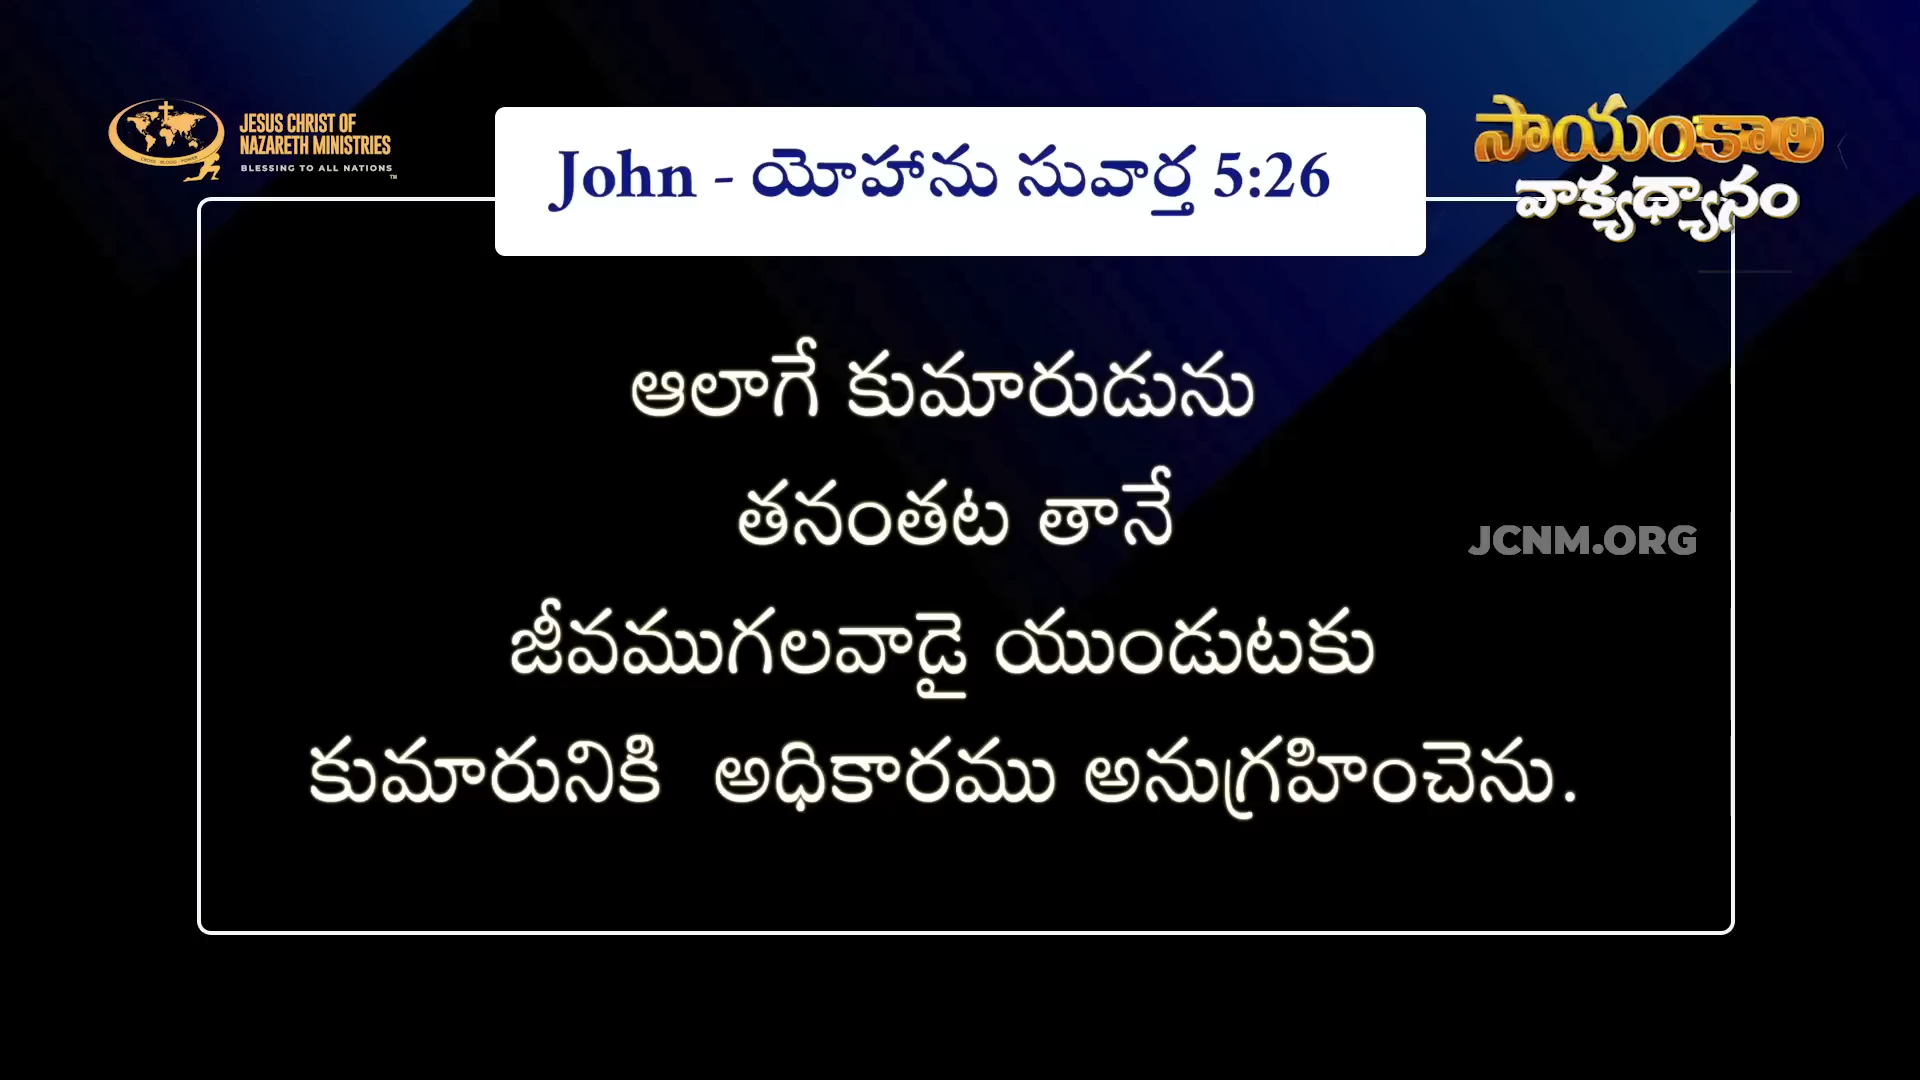 JESUS CHRIST OF
NAZARETH MINISTRIES
BLESSING TO ALL NATIONS
TM
John - యోహాను సువార్త 5:26
సాయంకాల
వాక్యధ్యానం
ఆలాగే కుమారుడును
తనంతట తానే
JCNM.ORG
జీవముగలవాడై యుండుటకు
కుమారునికి అధికారము అనుగ్రహించెను.